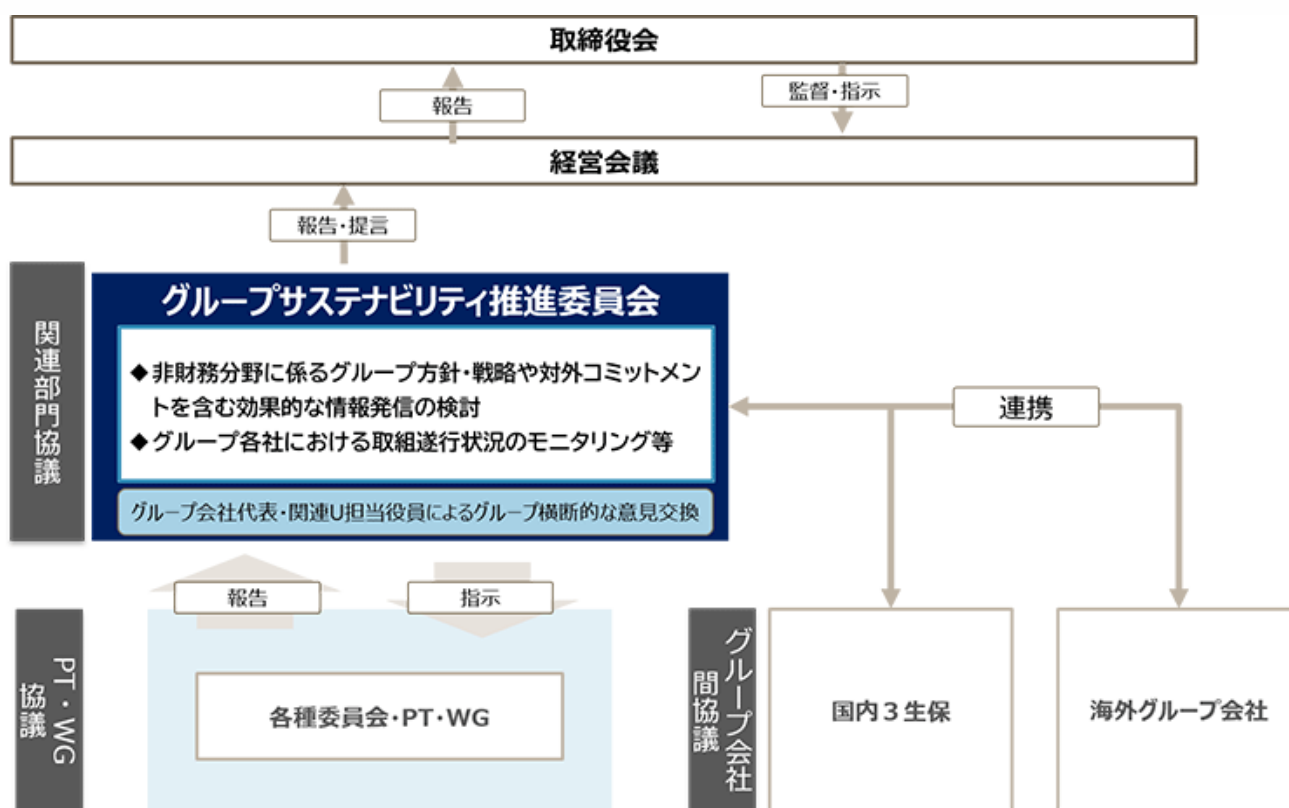 取締役会
報告
監督・指示
経営会議
報告・提言
関連部門協議
グループサステナビリティ推進委員会
◆非財務分野に係るグループ方針・戦略や対外コミットメン
トを含む効果的な情報発信の検討
◆グループ各社における取組遂行状況のモニタリング等
グループ会社代表・関連U担当役員によるグループ横断的な意見交換
連携
報告
指示
PT・WG
協議
各種委員会・PT・WG
グループ会社
間協議
国内3生保
海外グループ会社